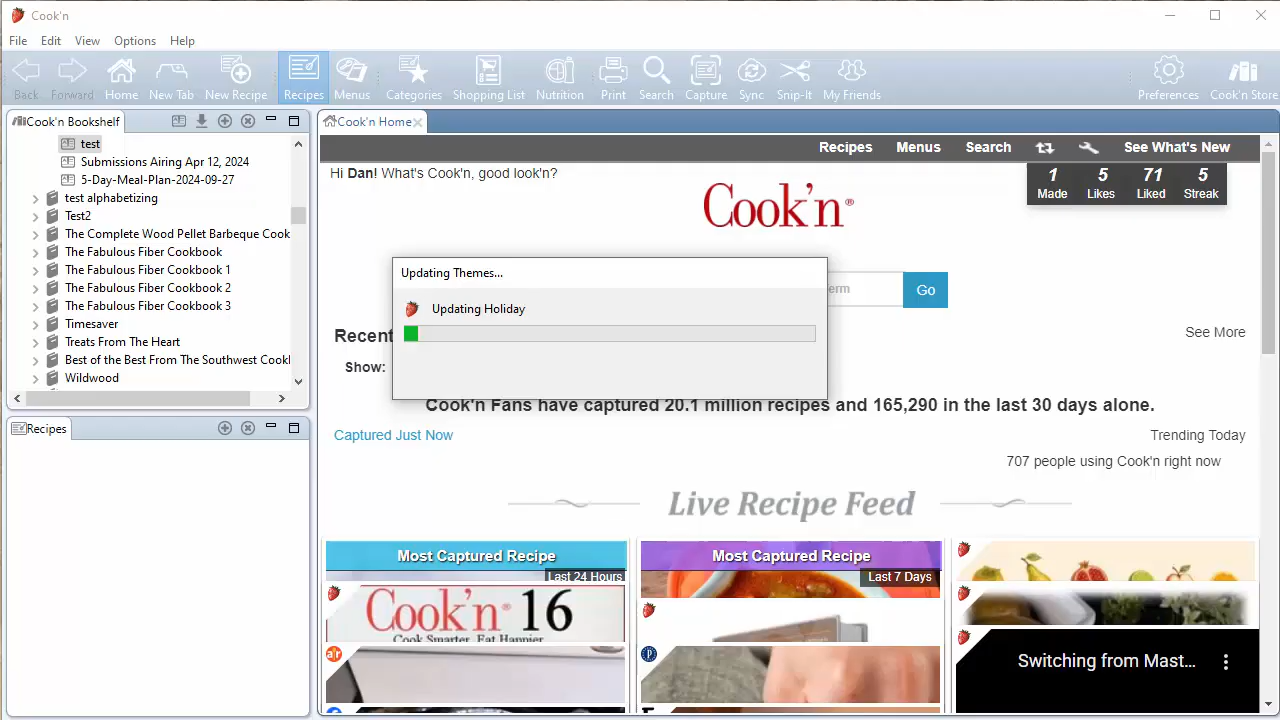 Cook'n
File Edit View Options Help
Back Forward Home New Tab New Recipe Recipes Menus Categories Shopping List Nutrition Print Search Capture Sync Snip-It My Friends Preferences Cook'n Store
Cook'n Bookshelf
test
Submissions Airing Apr 12, 2024
5-Day-Meal-Plan-2024-09-27
test for alphabetizing
Test2
Wood Pellet Barbeque Cook
The Fabulous Fiber Cookbook
The Fabulous Fiber Cookbook 1
The Fabulous Fiber Cookbook 2
The Fabulous Fiber Cookbook 3
Timesaver
Treats From The Heart
Best of the Best From The Southwest Cookl
Wildwood
Recipes
Cook'n Home
Recipes Menus Search See What's New
Hi Dan! What's Cook'n, good look'n?
1 5 71 5
Made Likes Liked Streak
Cook'n®
Updating Themes...
Updating Holiday
erm Go
Recent
See More
Show:
Cook'n Fans have captured 20.1 million recipes and 165,290 in the last 30 days alone.
Captured Just Now
Trending Today
707 people using Cook'n right now
Live Recipe Feed
Most Captured Recipe
Last 24 Hours
Cook'n® 16
Cook Smarter, Eat Happier
Most Captured Recipe
Last 7 Days
Switching from Mast...